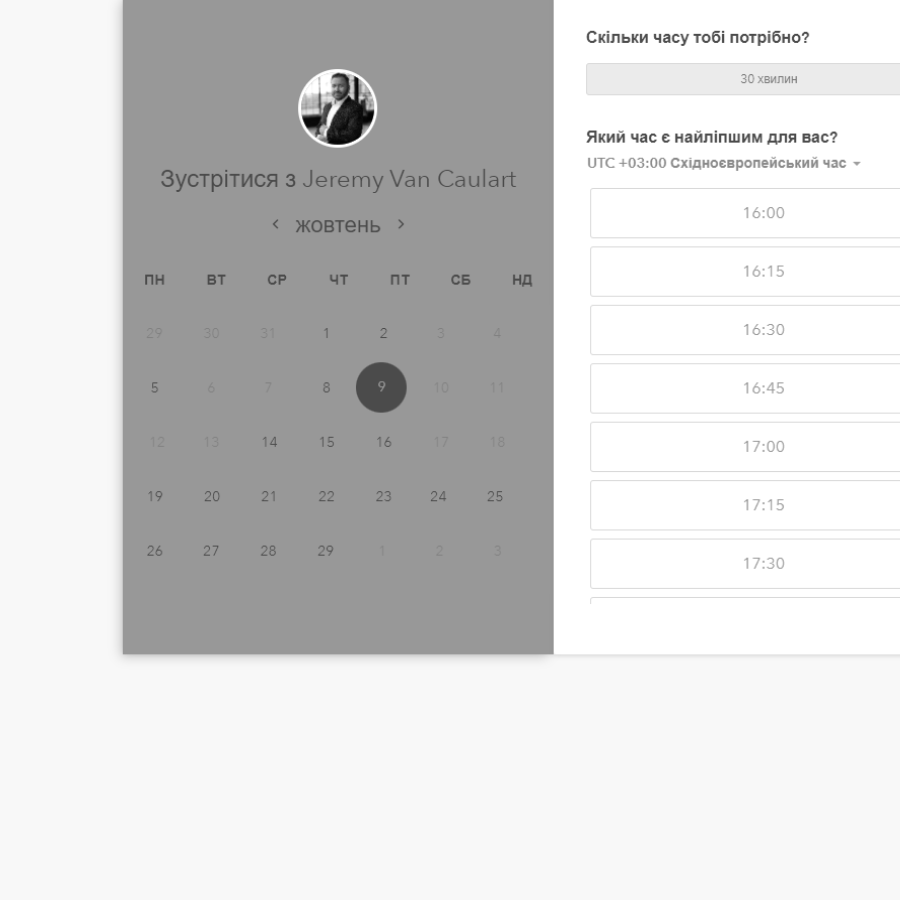 Зустрітися з Jeremy Van Caulart
жовтень
ПН ВТ СР ЧТ ПТ СБ НД
29 30 31 1 2 3 4
5 6 7 8 9 10 11
12 13 14 15 16 17 18
19 20 21 22 23 24 25
26 27 28 29 1 2 3
Скільки часу тобі потрібно?
30 хвилин
Який час є найліпшим для вас?
UTC +03:00 Східноєвропейський час
16:00
16:15
16:30
16:45
17:00
17:15
17:30